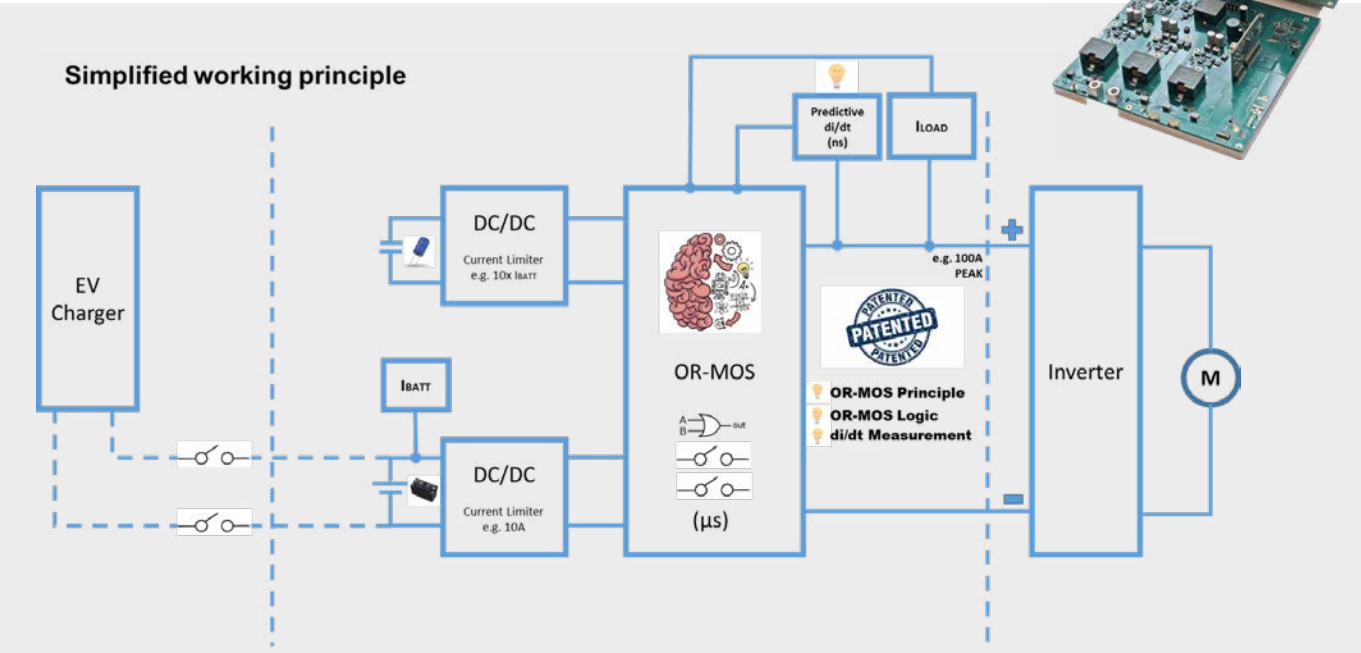 Simplified working principle
Predictive
di/dt
(ns)
ILOAD
EV
Charger
DC/DC
Current Limiter
e.g. 10x IBATT
e.g. 100A
PEAK
PATENTED
PATENTED
PATENTED
OR-MOS
Inverter
M
IBATT
OR-MOS Principle
OR-MOS Logic
di/dt Measurement
A
B
out
DC/DC
Current Limiter
e.g. 10A
(µs)